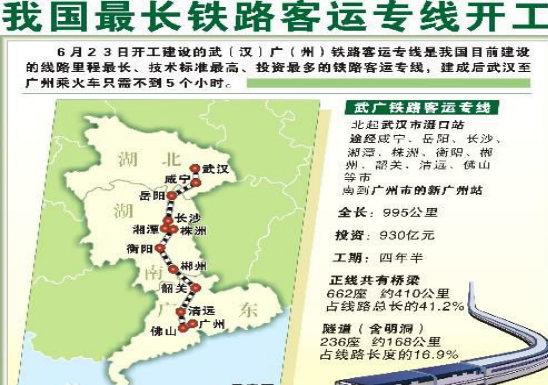 我国最长铁路客运专线开工
6月23日开工建设的武（汉）广（州）铁路客运专线是我国目前建设
的线路里程最长、技术标准最高、投资最多的铁路客运专线，建成后武汉至
广州乘火车只需不到5个小时。
武广铁路客运专线
北起武汉市滠口站
途经咸宁、岳阳、长沙、
湘潭、株洲、衡阳、郴
州、韶关、清远、佛山
等市
南到广州市的新广州站
全长：995公里
投资：930亿元
工期：四年半
正线共有桥梁
662座 约410公里
占线路总长的41.2%
隧道（含明洞）
236座 约168公里
占线路长度的16.9%
湖北
武汉
咸宁
岳阳
湖
长沙
湘潭
株洲
衡阳
南
郴州
韶关
广东
清远
广州
佛山